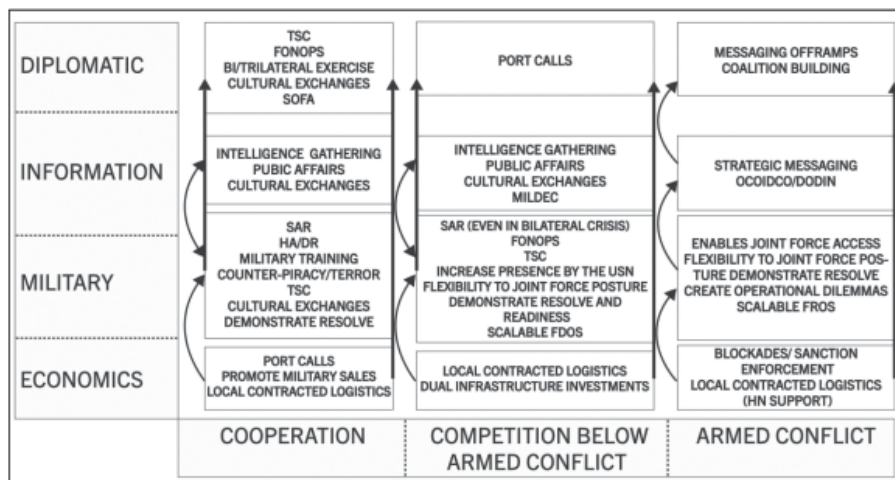 DIPLOMATIC
TSC
FONOPS
BI/TRILATERAL EXERCISE
CULTURAL EXCHANGES
SOFA
PORT CALLS
MESSAGING OFFRAMPS
COALITION BUILDING
INFORMATION
INTELLIGENCE GATHERING
PUBIC AFFAIRS
CULTURAL EXCHANGES
INTELLIGENCE GATHERING
PUBLIC AFFAIRS
CULTURAL EXCHANGES
MILDEC
STRATEGIC MESSAGING
OCOIDCO/DODIN
MILITARY
SAR
HA/DR
MILITARY TRAINING
COUNTER-PIRACY/TERROR
TSC
CULTURAL EXCHANGES
DEMONSTRATE RESOLVE
SAR (EVEN IN BILATERAL CRISIS)
FONOPS
TSC
INCREASE PRESENCE BY THE USN
FLEXIBILITY TO JOINT FORCE POSTURE
DEMONSTRATE RESOLVE AND
READINESS
SCALABLE FDOS
ENABLES JOINT FORCE ACCESS
FLEXIBILITY TO JOINT FORCE POS-
TURE DEMONSTRATE RESOLVE
CREATE OPERATIONAL DILEMMAS
SCALABLE FROS
ECONOMICS
PORT CALLS
PROMOTE MILITARY SALES
LOCAL CONTRACTED LOGISTICS
LOCAL CONTRACTED LOGISTICS
DUAL INFRASTRUCTURE INVESTMENTS
BLOCKADES/ SANCTION
ENFORCEMENT
LOCAL CONTRACTED LOGISTICS
(HN SUPPORT)
COOPERATION
COMPETITION BELOW
ARMED CONFLICT
ARMED CONFLICT